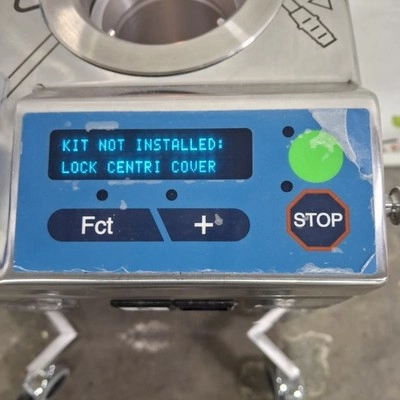 KIT NOT INSTALLED:
LOCK CENTRI COVER
Fct
+
STOP